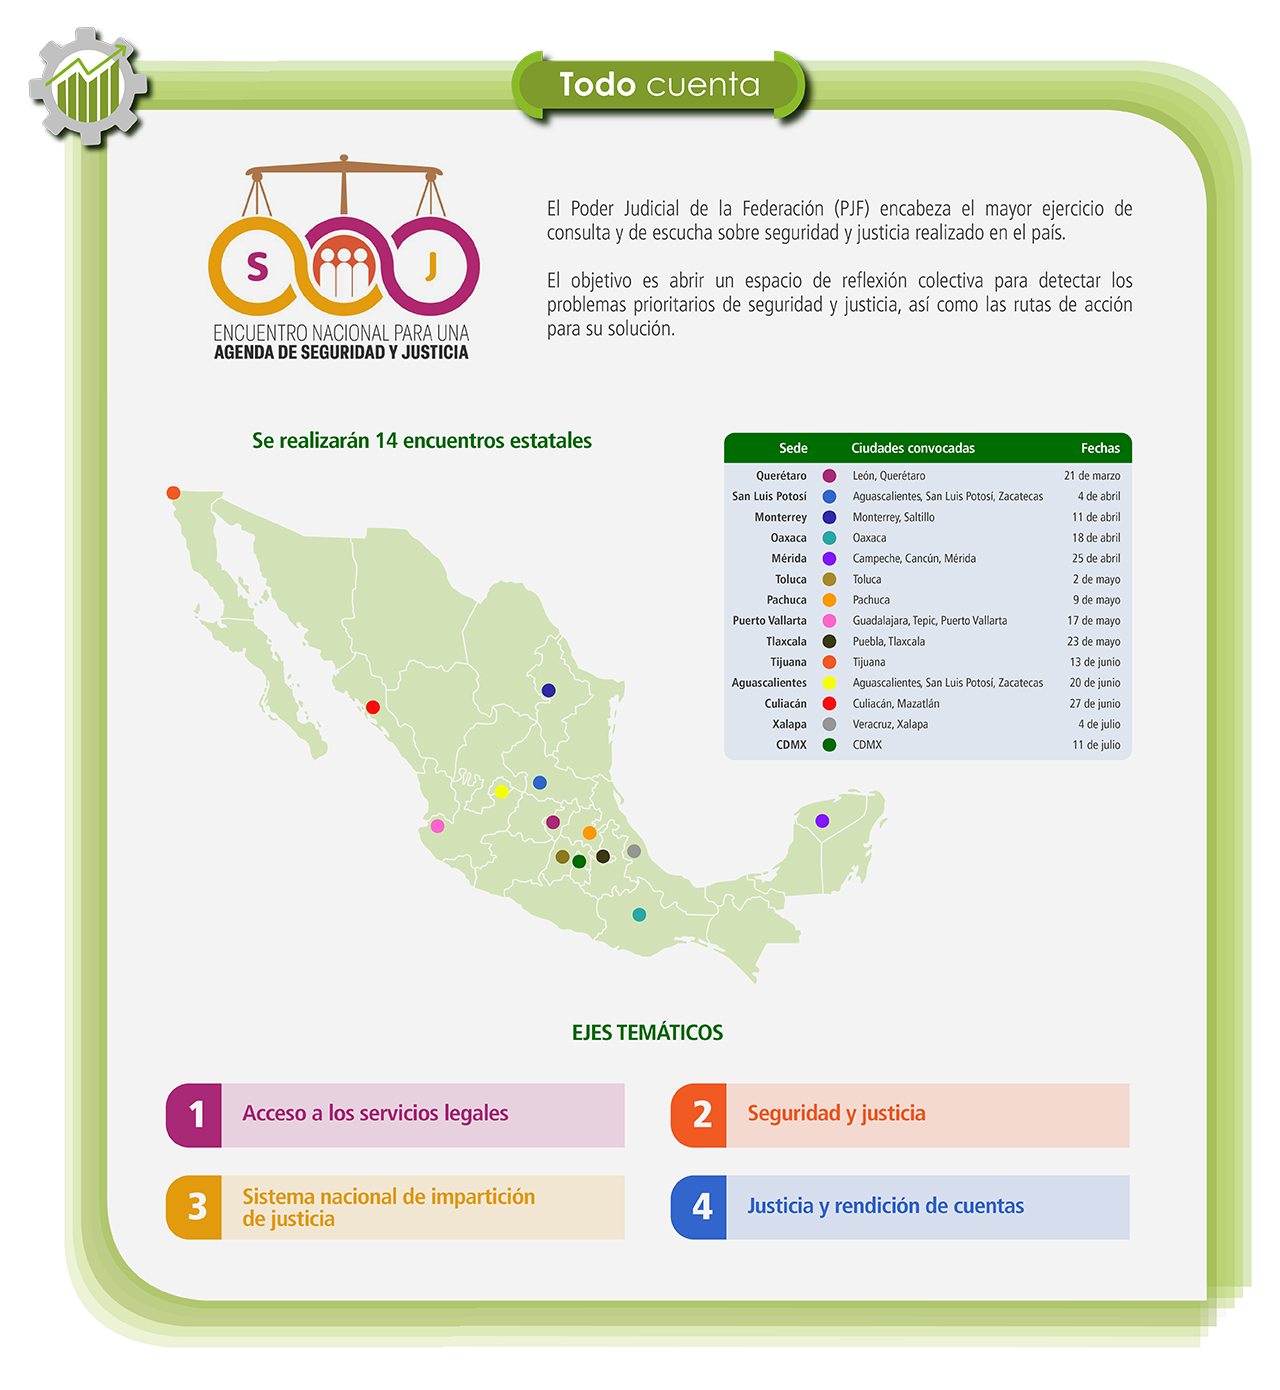 Todo cuenta
S
J
ENCUENTRO NACIONAL PARA UNA
AGENDA DE SEGURIDAD Y JUSTICIA
El Poder Judicial de la Federación (PJF) encabeza el mayor ejercicio de
consulta y de escucha sobre seguridad y justicia realizado en el país.
El objetivo es abrir un espacio de reflexión colectiva para detectar los
problemas prioritarios de seguridad y justicia, así como las rutas de acción
para su solución.
Se realizarán 14 encuentros estatales
Sede Ciudades convocadas Fechas
Querétaro León, Querétaro 21 de marzo
San Luis Potosí Aguascalientes, San Luis Potosí, Zacatecas 4 de abril
Monterrey Monterrey, Saltillo 11 de abril
Oaxaca Oaxaca 18 de abril
Mérida Campeche, Cancún, Mérida 25 de abril
Toluca Toluca 2 de mayo
Pachuca Pachuca 9 de mayo
Puerto Vallarta Guadalajara, Tepic, Puerto Vallarta 17 de mayo
Tlaxcala Puebla, Tlaxcala 23 de mayo
Tijuana Tijuana 13 de junio
Aguascalientes Aguascalientes, San Luis Potosí, Zacatecas 20 de junio
Culiacán Culiacán, Mazatlán 27 de junio
Xalapa Veracruz, Xalapa 4 de julio
CDMX CDMX 11 de julio
EJES TEMÁTICOS
1 Acceso a los servicios legales
2 Seguridad y justicia
3 Sistema nacional de impartición
de justicia
4 Justicia y rendición de cuentas